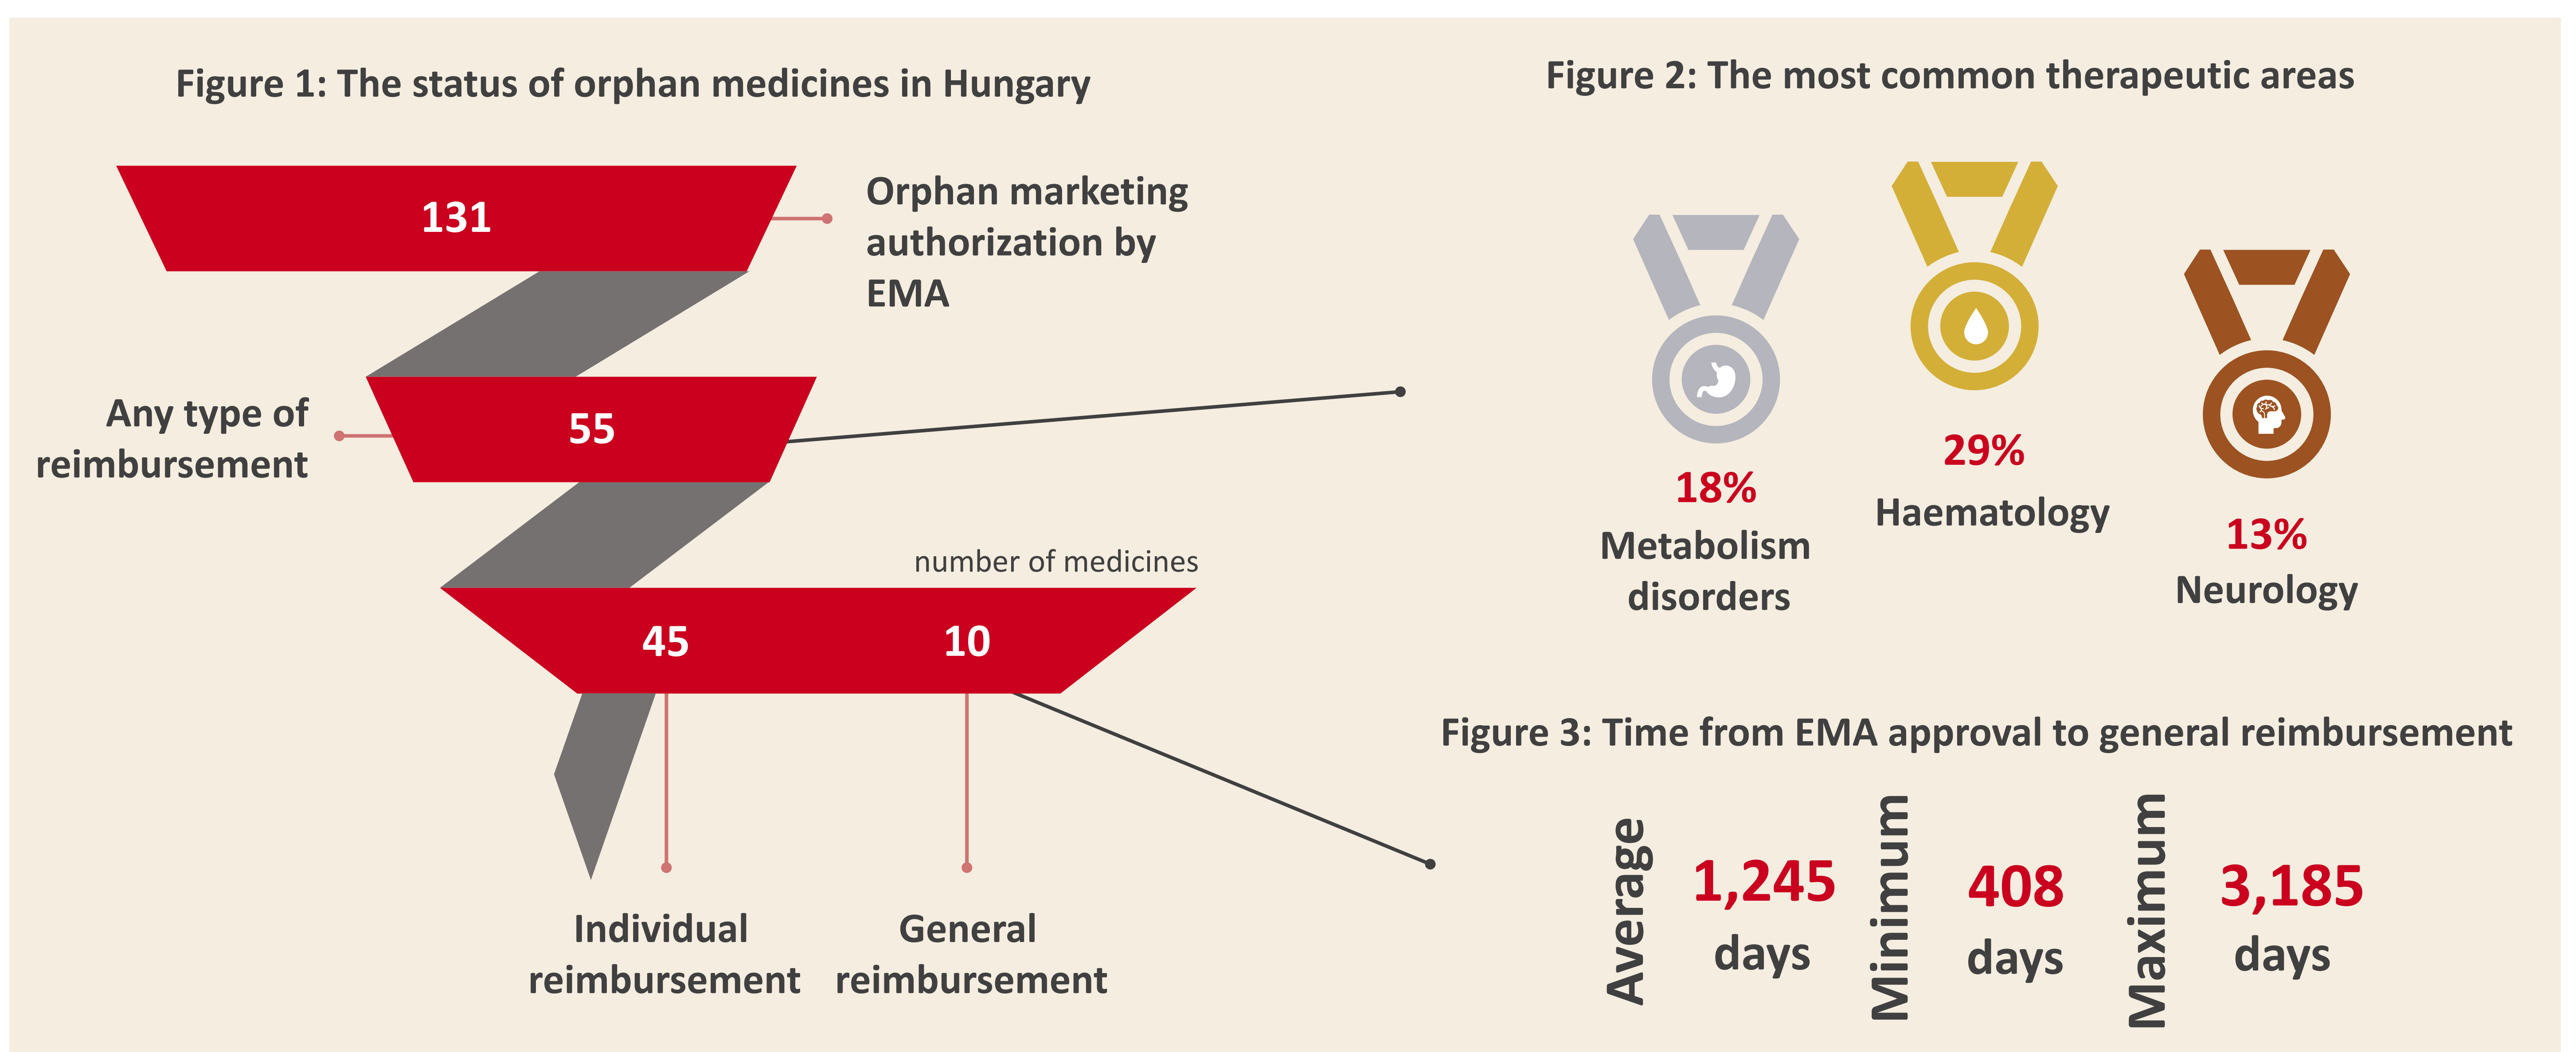 Figure 1: The status of orphan medicines in Hungary
131
Orphan marketing
authorization by
EMA
Any type of
reimbursement
55
number of medicines
45
10
Individual
reimbursement
General
reimbursement
Figure 2: The most common therapeutic areas
18%
Metabolism
disorders
29%
Haematology
13%
Neurology
Figure 3: Time from EMA approval to general reimbursement
Average
1,245
days
Minimum
408
days
Maximum
3,185
days